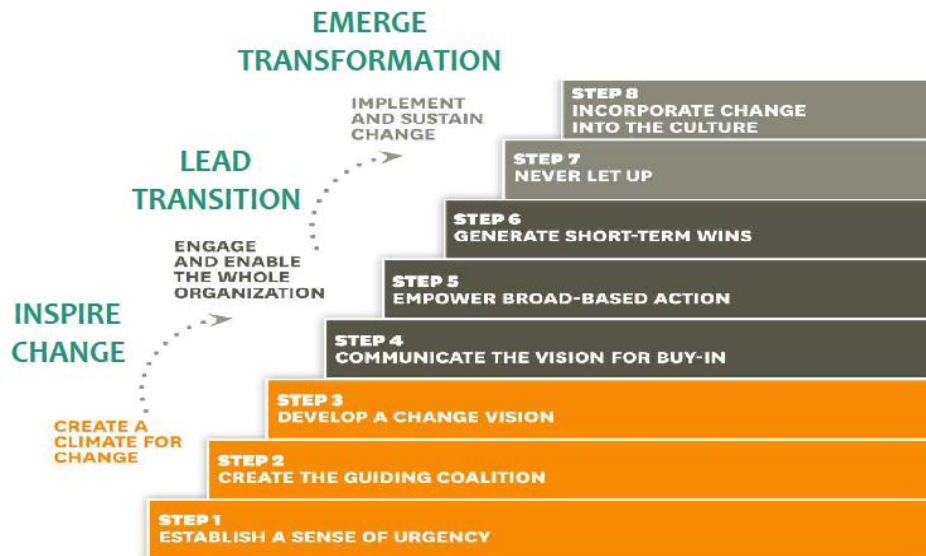 EMERGE
TRANSFORMATION
IMPLEMENT
AND SUSTAIN
CHANGE
LEAD
TRANSITION
ENGAGE
AND ENABLE
THE WHOLE
ORGANIZATION
INSPIRE
CHANGE
CREATE A
CLIMATE FOR
CHANGE
STEP 8
INCORPORATE CHANGE
INTO THE CULTURE
STEP 7
NEVER LET UP
STEP 6
GENERATE SHORT-TERM WINS
STEP 5
EMPOWER BROAD-BASED ACTION
STEP 4
COMMUNICATE THE VISION FOR BUY-IN
STEP 3
DEVELOP A CHANGE VISION
STEP 2
CREATE THE GUIDING COALITION
STEP 1
ESTABLISH A SENSE OF URGENCY